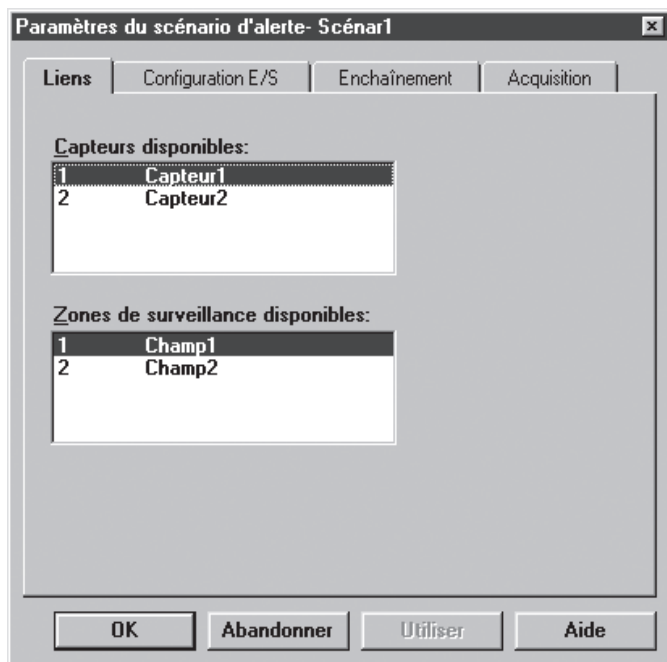 Paramètres du scénario d'alerte- Scénar1
Liens Configuration E/S Enchaînement Acquisition
Capteurs disponibles:
1 Capteur1
2 Capteur2
Zones de surveillance disponibles:
1 Champ1
2 Champ2
OK Abandonner Utiliser Aide